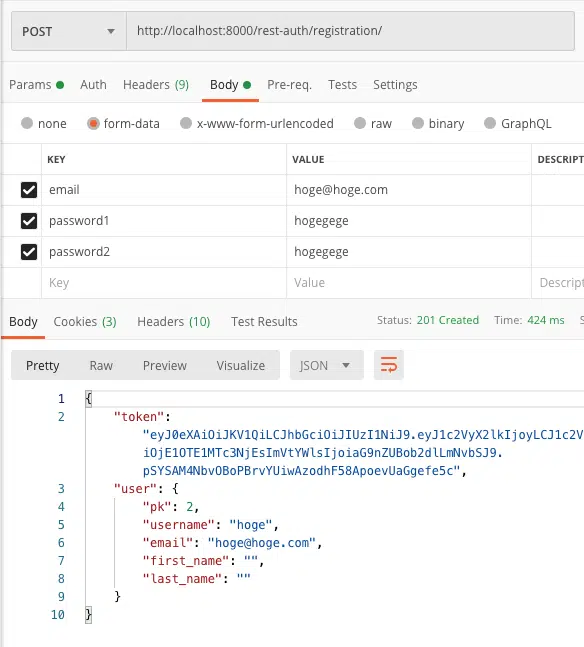 POST http://localhost:8000/rest-auth/registration/
Params Auth Headers (9) Body Pre-req. Tests Settings
none form-data x-www-form-urlencoded raw binary GraphQL
KEY VALUE DESCRIPT
email hoge@hoge.com
password1 hogegege
password2 hogegege
Key Value Descript
Body Cookies (3) Headers (10) Test Results Status: 201 Created Time: 424 ms S
Pretty Raw Preview Visualize JSON
1 {
2 "token":
"eyJ0eXAiOiJKV1QiLCJhbGciOiJIUzI1NiJ9.eyJ1c2VyX2lkIjoyLCJ1c2V
iOjE1OTE1MTc3NjEsImVtYWlsIjoiaG9nZUBob2dlLmNvbSJ9.
pSYSAM4NbvOBoPBrvYUiwAzodhF58ApoevUaGgefe5c",
3 "user": {
4 "pk": 2,
5 "username": "hoge",
6 "email": "hoge@hoge.com",
7 "first_name": "",
8 "last_name": ""
9 }
10 }